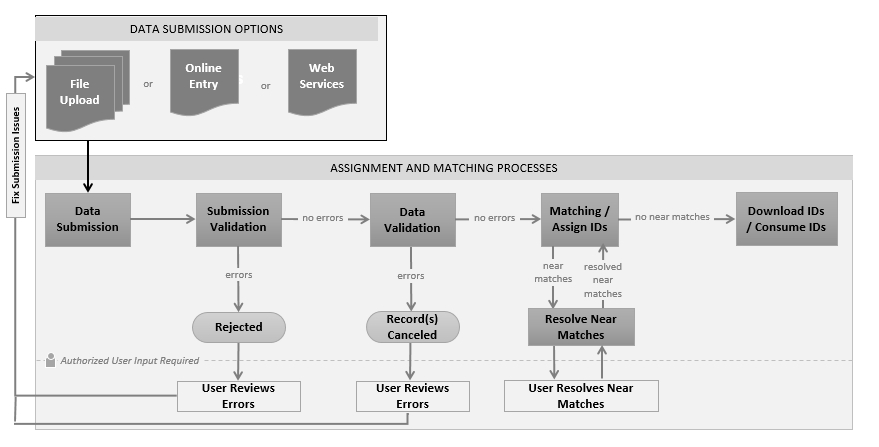 DATA SUBMISSION OPTIONS
File
Upload
or
Online
Entry
or
Web
Services
Fix Submission Issues
ASSIGNMENT AND MATCHING PROCESSES
Data
Submission
Submission
Validation
no errors
Data
Validation
no errors
Matching /
Assign IDs
no near matches
Download IDs
/ Consume IDs
errors
errors
near
matches
resolved
near
matches
Rejected
Record(s)
Canceled
Resolve Near
Matches
Authorized User Input Required
User Reviews
Errors
User Reviews
Errors
User Resolves Near
Matches